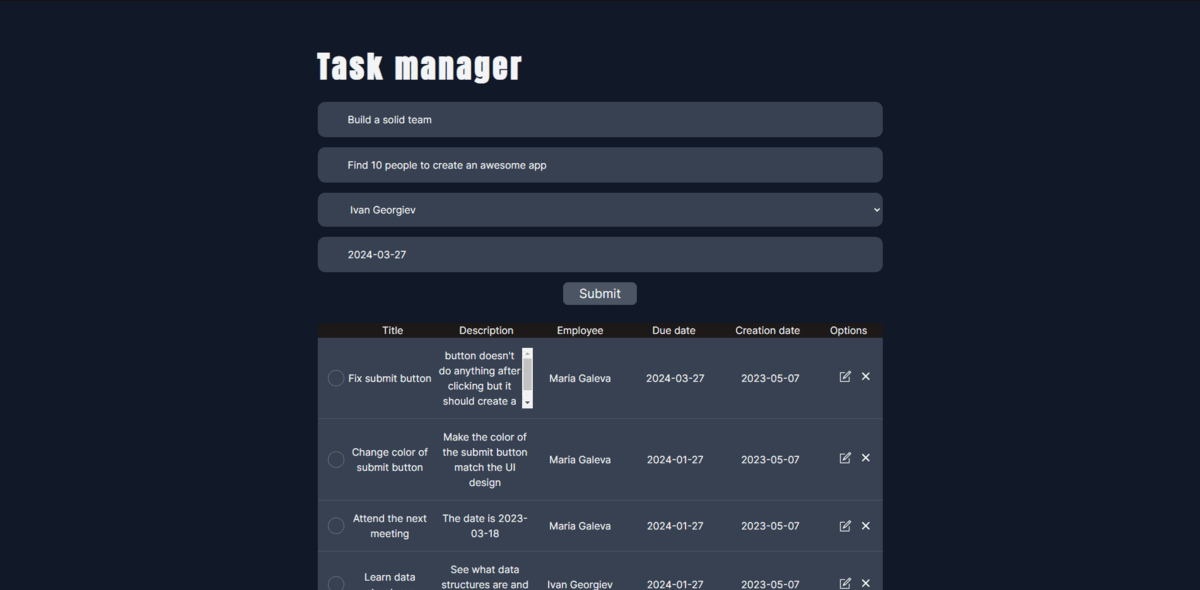 Task manager
Build a solid team
Find 10 people to create an awesome app
Ivan Georgiev
2024-03-27
Submit
Title Description Employee Due date Creation date Options
button doesn't
do anything after
clicking but it
should create a
Fix submit button Maria Galeva 2024-03-27 2023-05-07
Change color of
submit button
Make the color of
the submit button
match the UI
design
Maria Galeva 2024-01-27 2023-05-07
Attend the next
meeting
The date is 2023-
03-18
Maria Galeva 2024-01-27 2023-05-07
Learn data
See what data
structures are and
Ivan Georgiev 2024-01-27 2023-05-07